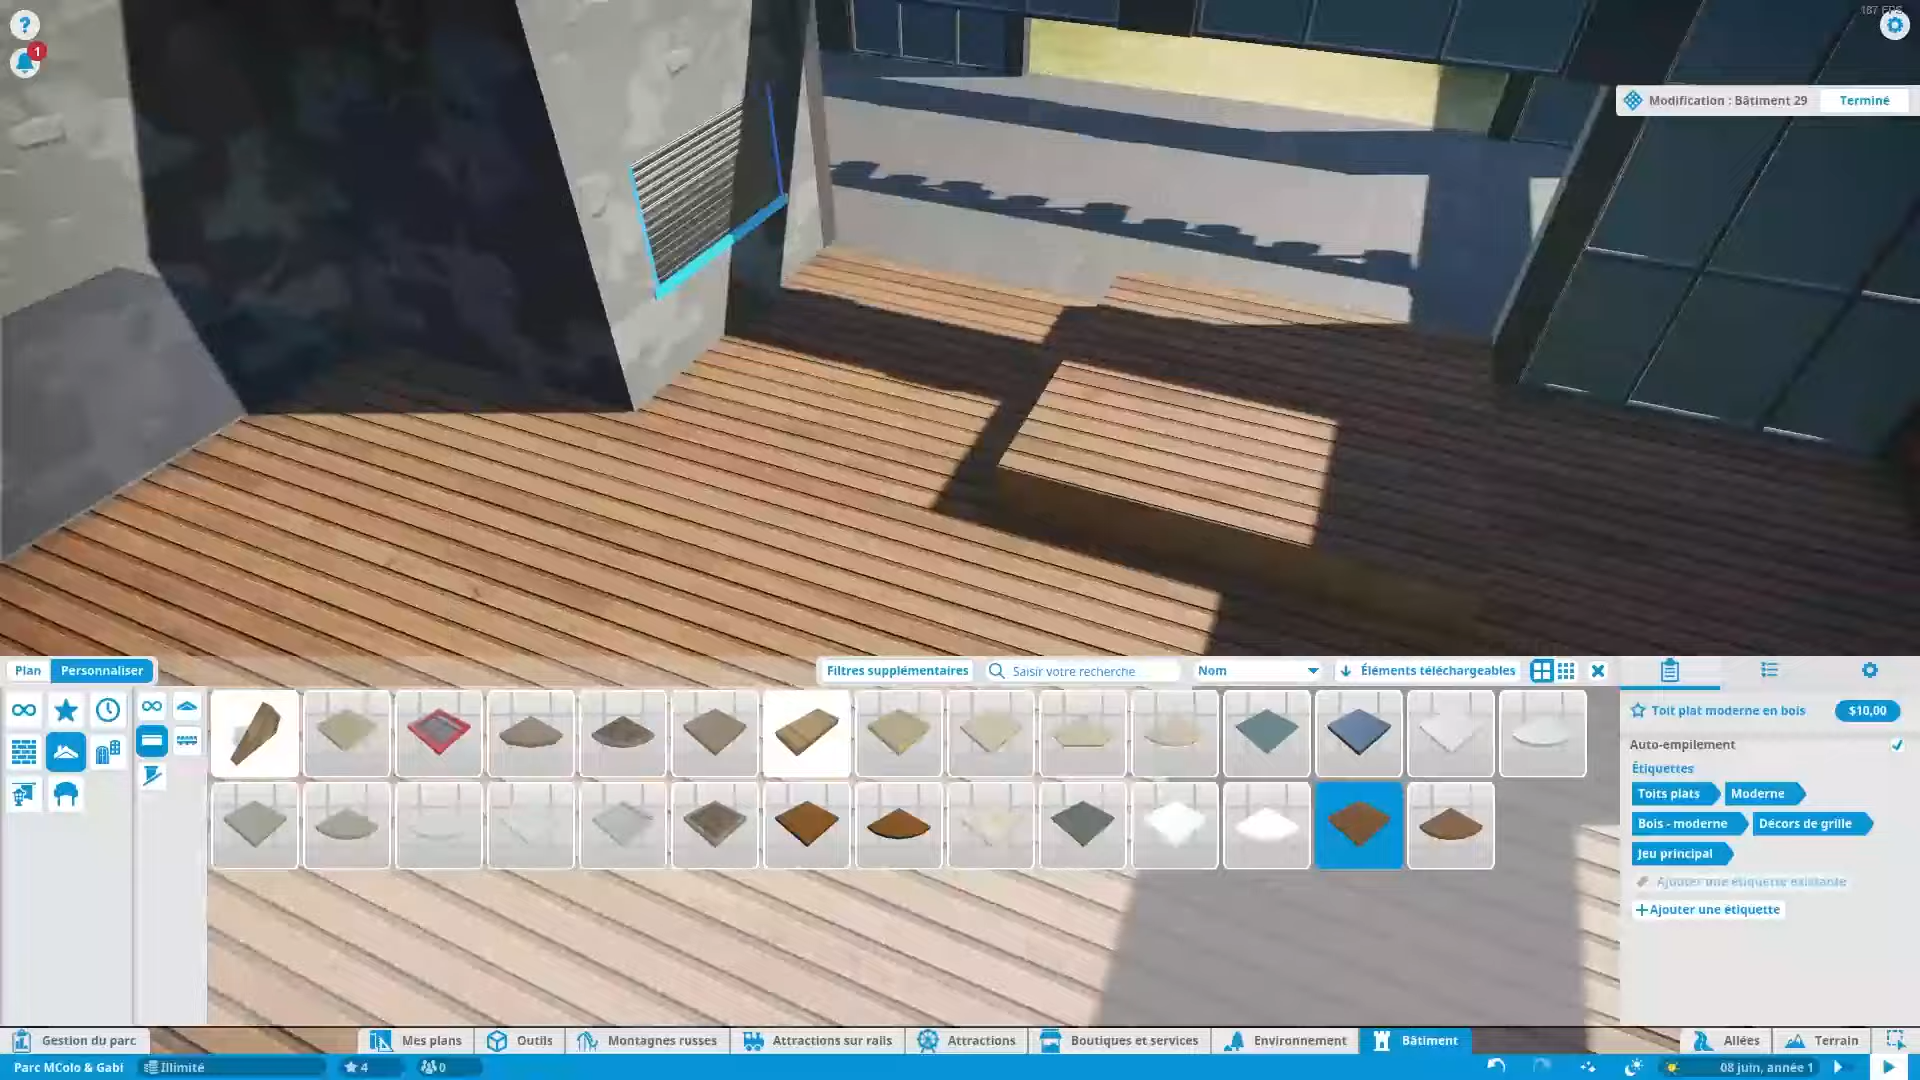 187 FPS
?
1
Modification : Bâtiment 29
Terminé
Plan
Personnaliser
Filtres supplémentaires
Saisir votre recherche...
Nom
Éléments téléchargeables
Toit plat moderne en bois
$10,00
Auto-empilement
Étiquettes
Toits plats
Moderne
Bois - moderne
Décors de grille
Jeu principal
Ajouter une étiquette existante
+Ajouter une étiquette
Gestion du parc
Mes plans
Outils
Montagnes russes
Attractions sur rails
Attractions
Boutiques et services
Environnement
Bâtiment
Allées
Terrain
Parc MColo & Gabi
Illimité
4
0
08 juin, année 1